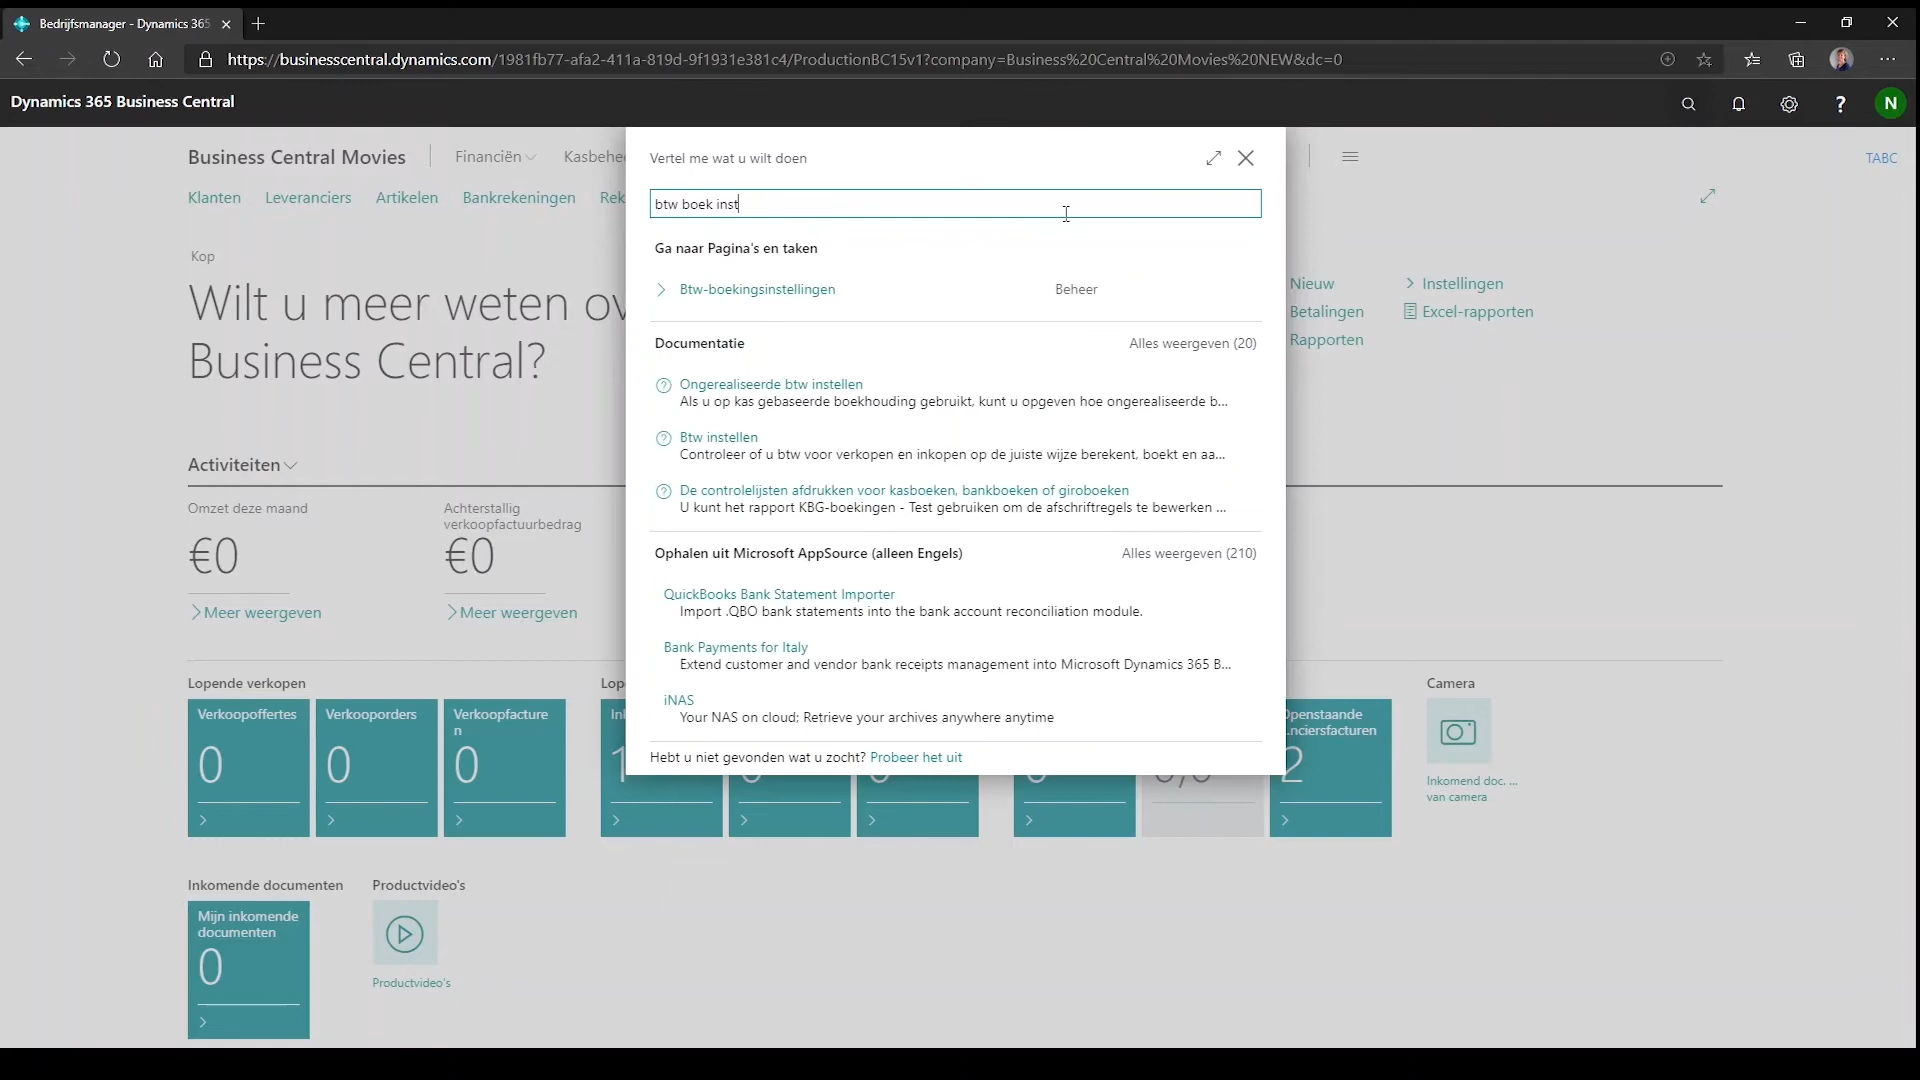 Bedrijfsmanager - Dynamics 365
https://businesscentral.dynamics.com/1981fb77-afa2-411a-819d-9f1931e381c4/ProductionBC15v1?company=Business%20Central%20Movies%20NEW&dc=0
Dynamics 365 Business Central
?
N
Business Central Movies
Financiën
Kasbehee
TABC
Klanten
Leveranciers
Artikelen
Bankrekeningen
Rek
Vertel me wat u wilt doen
btw boek inst
Ga naar Pagina's en taken
Btw-boekingsinstellingen
Beheer
Documentatie
Alles weergeven (20)
Ongerealiseerde btw instellen
Als u op kas gebaseerde boekhouding gebruikt, kunt u opgeven hoe ongerealiseerde b...
Btw instellen
Controleer of u btw voor verkopen en inkopen op de juiste wijze berekent, boekt en aa...
De controlelijsten afdrukken voor kasboeken, bankboeken of giroboeken
U kunt het rapport KBG-boekingen - Test gebruiken om de afschriftregels te bewerken ...
Ophalen uit Microsoft AppSource (alleen Engels)
Alles weergeven (210)
QuickBooks Bank Statement Importer
Import .QBO bank statements into the bank account reconciliation module.
Bank Payments for Italy
Extend customer and vendor bank receipts management into Microsoft Dynamics 365 B...
iNAS
Your NAS on cloud; Retrieve your archives anywhere anytime
Hebt u niet gevonden wat u zocht? Probeer het uit
Kop
Wilt u meer weten ov
Business Central?
Nieuw
Betalingen
Rapporten
Instellingen
Excel-rapporten
Activiteiten
Omzet deze maand
€0
Meer weergeven
Achterstallig
verkoopfactuurbedrag
€0
Meer weergeven
Lopende verkopen
Verkoopoffertes
0
Verkooporders
0
Verkoopfacture
n
0
Lop
1
Openstaande
...nciersfacturen
2
Camera
Inkomend doc. ...
van camera
Inkomende documenten
Mijn inkomende
documenten
0
Productvideo's
Productvideo's